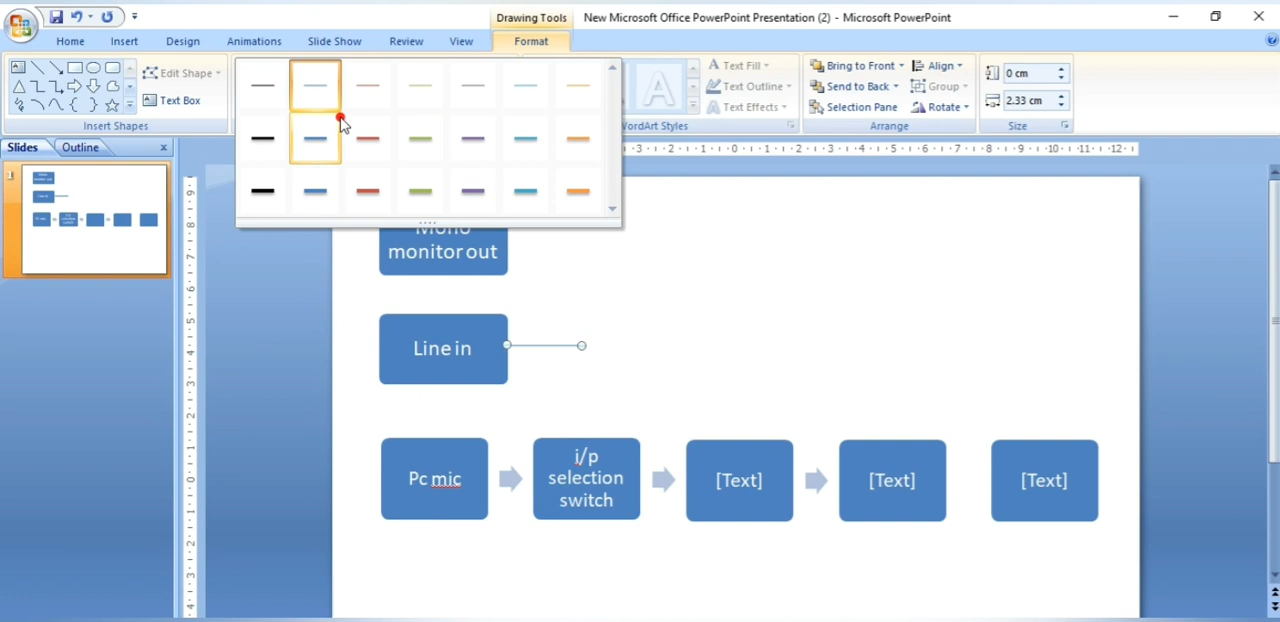 Drawing Tools
New Microsoft Office PowerPoint Presentation (2) - Microsoft PowerPoint
Home Insert Design Animations Slide Show Review View Format
Edit Shape
Text Box
Insert Shapes
A
Text Fill
Text Outline
Text Effects
WordArt Styles
Bring to Front
Send to Back
Selection Pane
Align
Group
Rotate
Arrange
0 cm
2.33 cm
Size
Slides Outline x
1
Mono
monitor out
Line in
Pc mic
i/p
selection
switch
[Text]
[Text]
[Text]